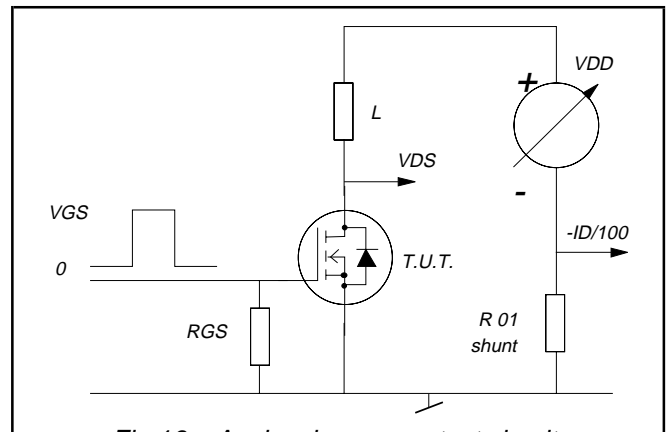 +
VDD
L
VDS
-
VGS
-ID/100
0
T.U.T.
RGS
R 01
shunt